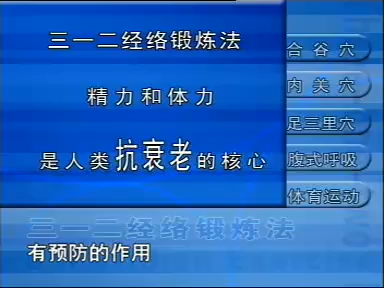 三一二经络锻炼法
精力和体力
是人类抗衰老的核心
合谷穴
内美穴
足三里穴
腹式呼吸
体育运动
三一二经络锻炼法
有预防的作用